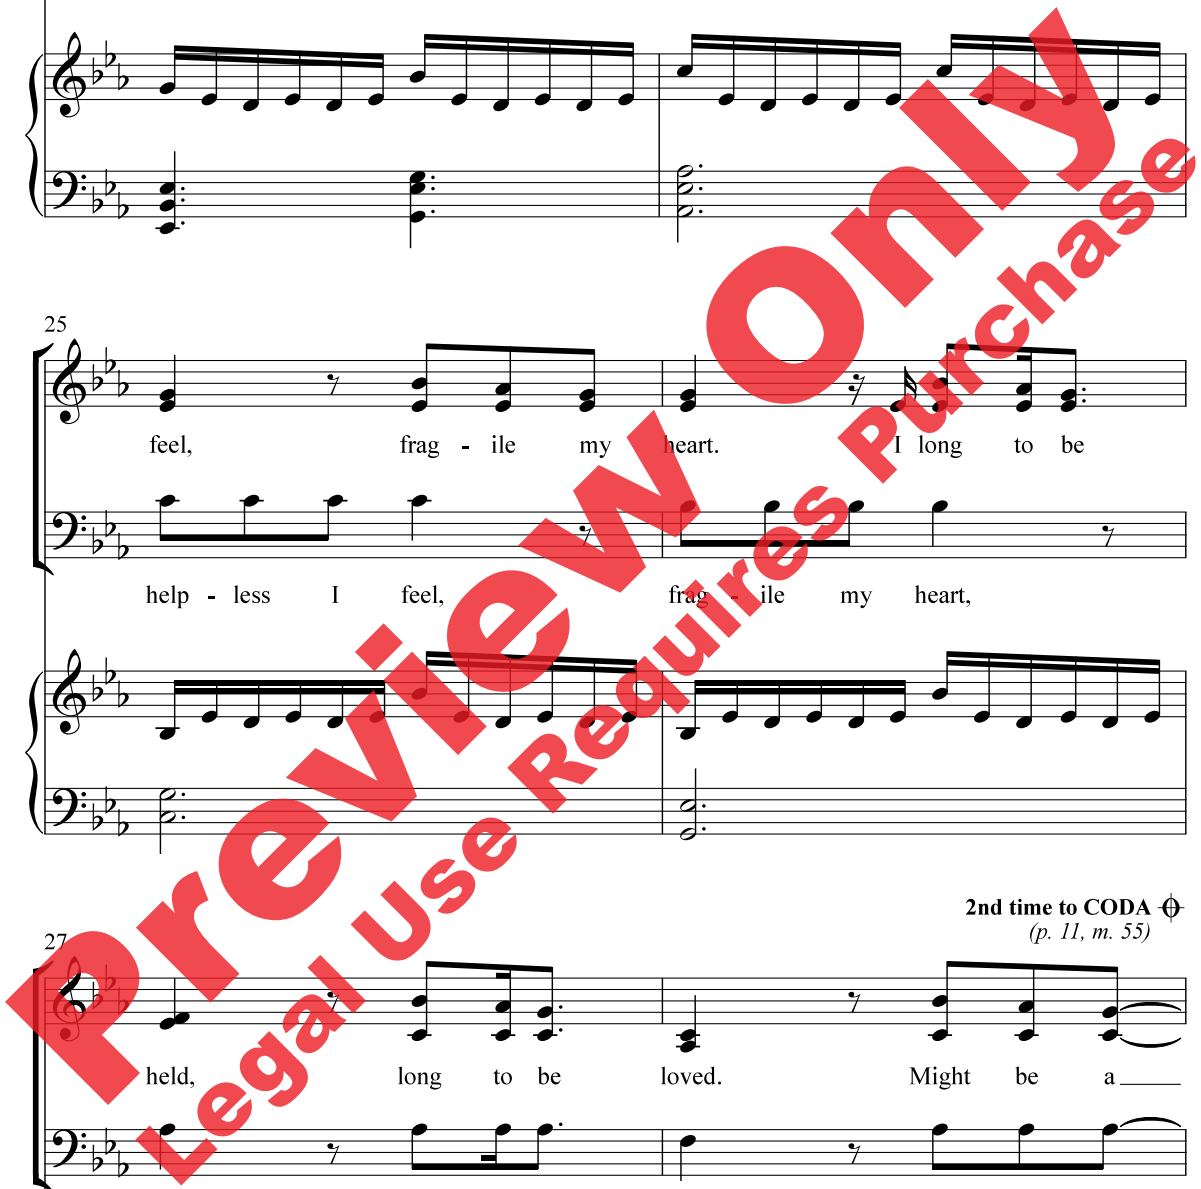 25
feel, frag - ile my heart. I long to be
help - less I feel, frag - ile my heart,
2nd time to CODA
(p. 11, m. 55)
27
held, long to be loved. Might be a
Preview Only
Legal Use Requires Purchase